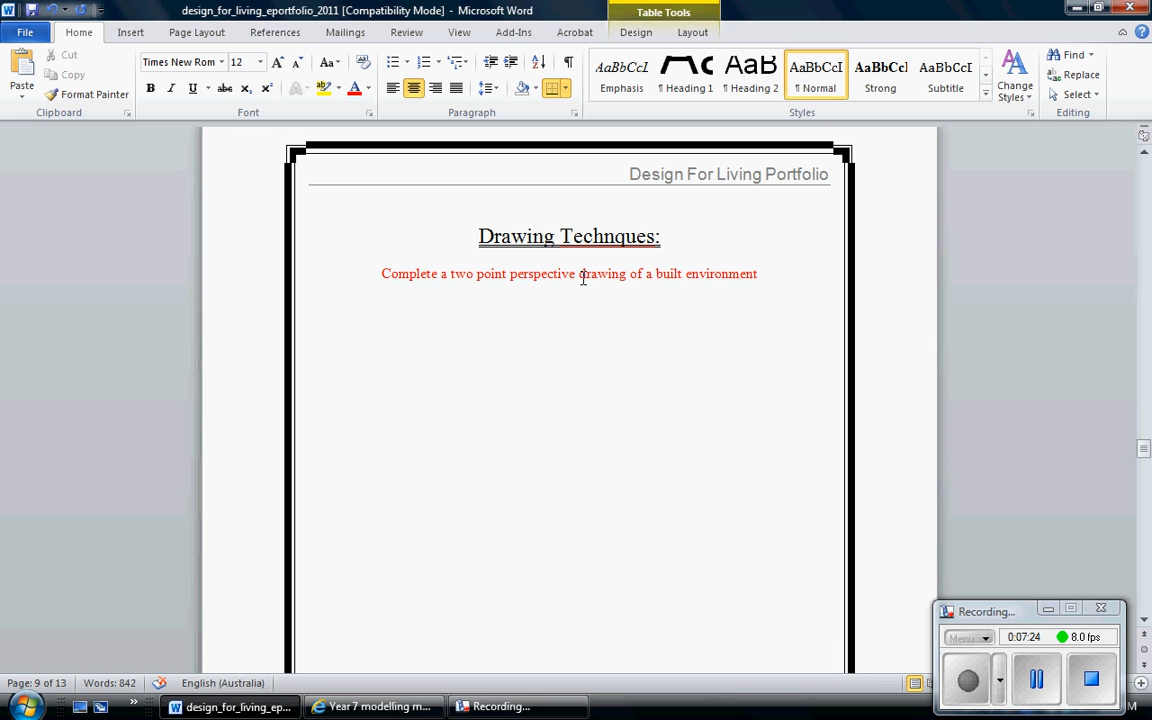 design_for_living_eportfolio_2011 [Compatibility Mode] - Microsoft Word
Table Tools
File Home Insert Page Layout References Mailings Review View Add-Ins Acrobat Design Layout
Paste
Cut
Copy
Format Painter
Clipboard
Times New Rom 12
Font
Paragraph
AaBbCcI Emphasis
¶ Heading 1
AaB ¶ Heading 2
AaBbCcI ¶ Normal
AaBbCcI Strong
AaBbCcI Subtitle
Styles
Change Styles
Find
Replace
Select
Editing
Design For Living Portfolio
Drawing Technques:
Complete a two point perspective drawing of a built environment
Recording...
Menu 0:07:24 8.0 fps
Page: 9 of 13 Words: 842 English (Australia)
design_for_living_ep... Year 7 modelling m... Recording...